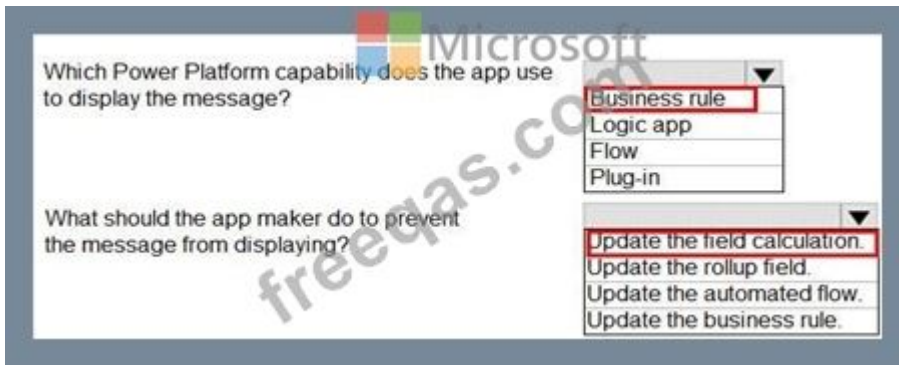 Microsoft
Which Power Platform capability does the app use
to display the message?
Business rule
Logic app
Flow
Plug-in
What should the app maker do to prevent
the message from displaying?
Update the field calculation.
Update the rollup field.
Update the automated flow.
Update the business rule.
freeqas.com